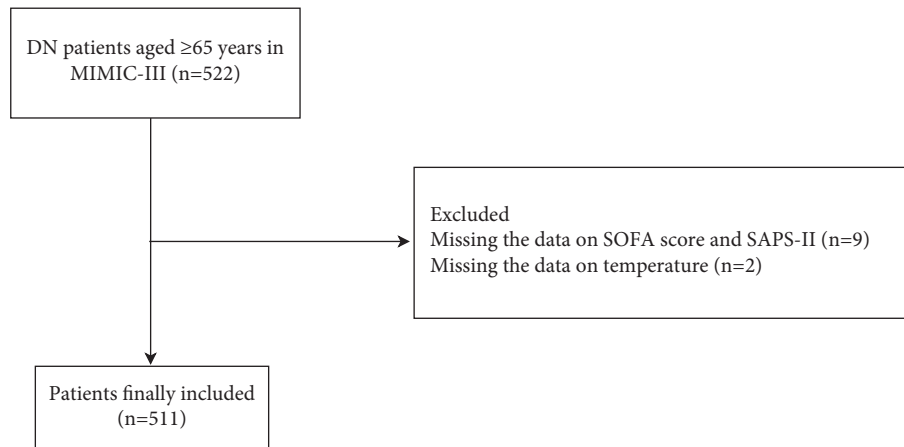 DN patients aged ≥65 years in
MIMIC-III (n=522)
Excluded
Missing the data on SOFA score and SAPS-II (n=9)
Missing the data on temperature (n=2)
Patients finally included
(n=511)